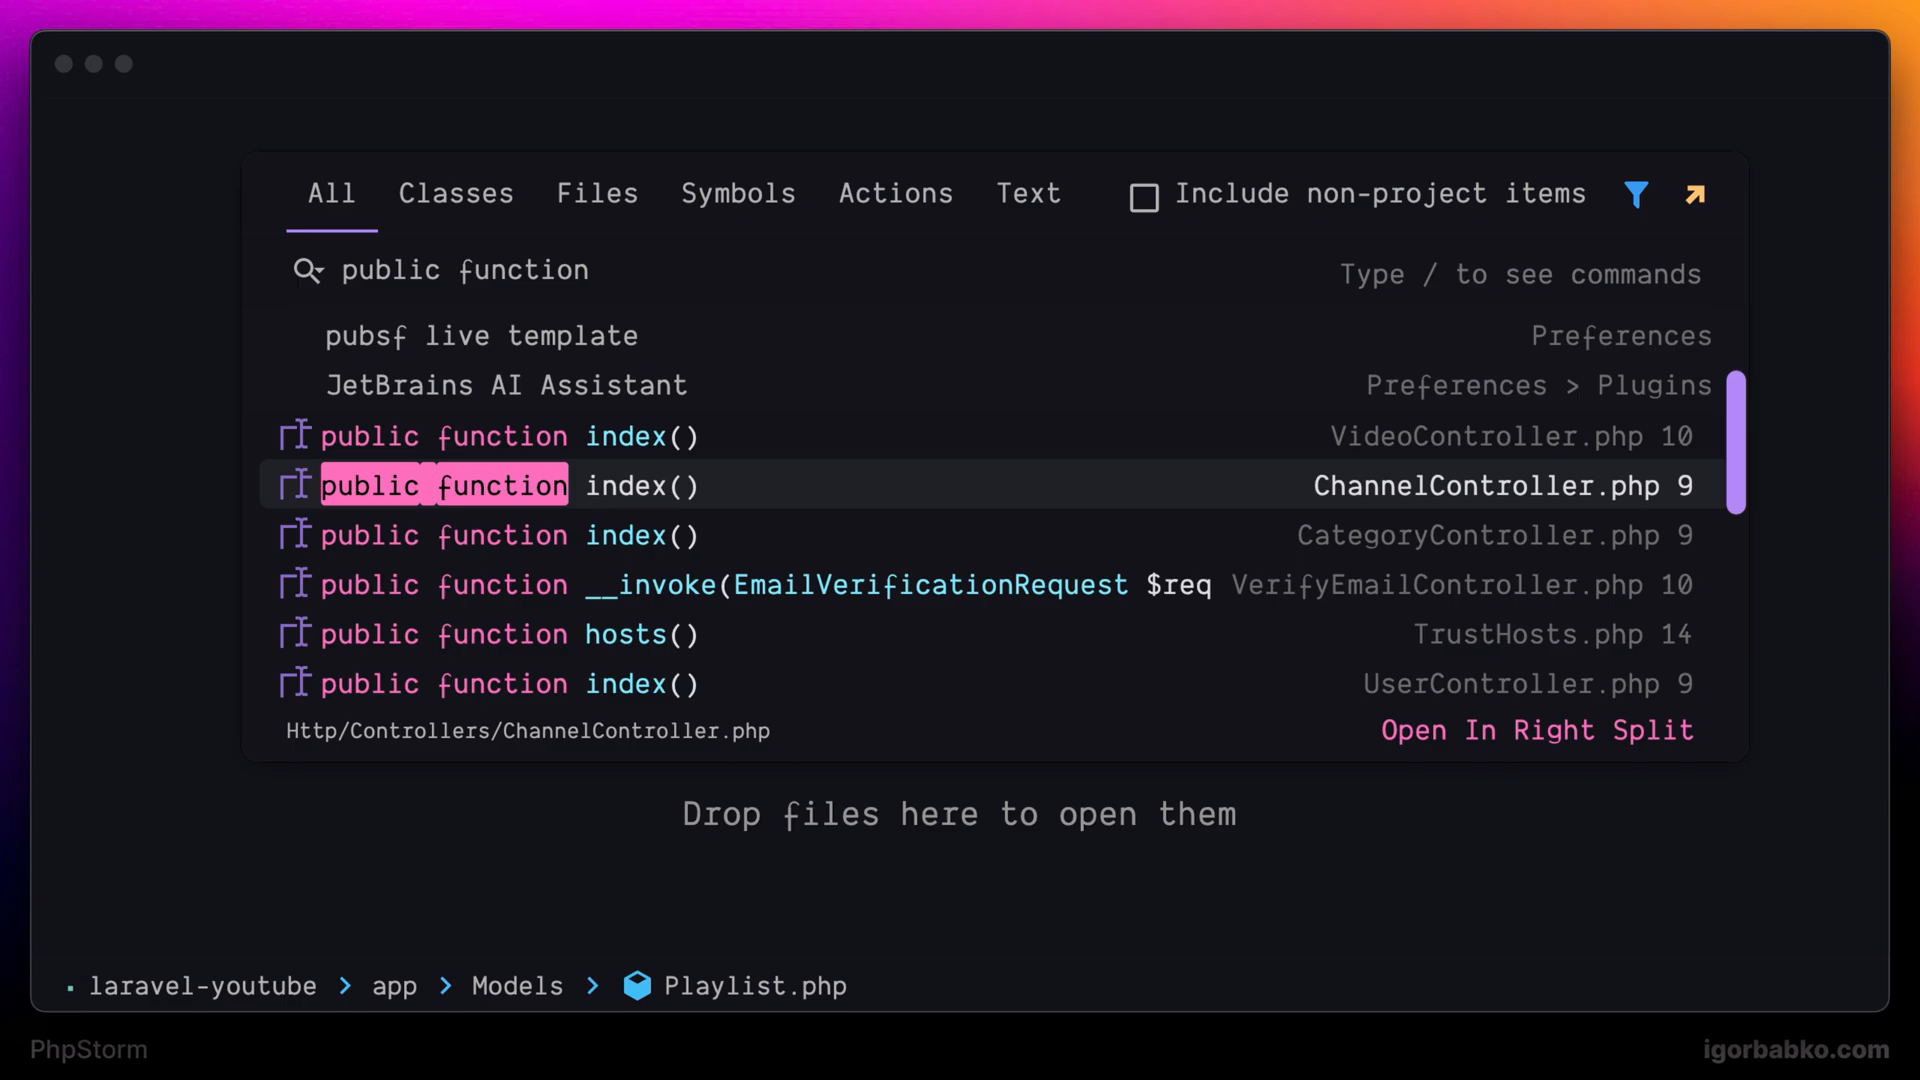 All Classes Files Symbols Actions Text Include non-project items
public function Type / to see commands
pubsf live template Preferences
JetBrains AI Assistant Preferences > Plugins
public function index() VideoController.php 10
public function index() ChannelController.php 9
public function index() CategoryController.php 9
public function __invoke(EmailVerificationRequest $req VerifyEmailController.php 10
public function hosts() TrustHosts.php 14
public function index() UserController.php 9
Http/Controllers/ChannelController.php Open In Right Split
Drop files here to open them
laravel-youtube > app > Models > Playlist.php
PhpStorm igorbabko.com